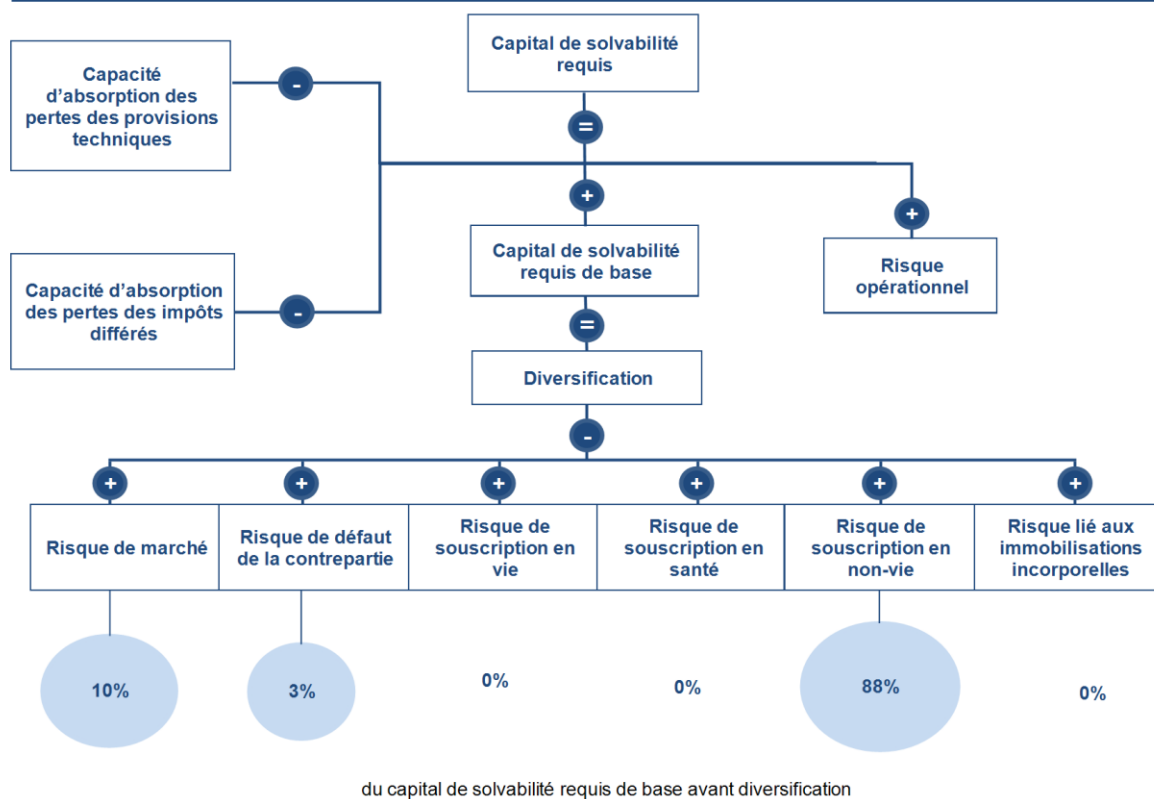 Capital de solvabilité
requis
Capacité
d'absorption des
pertes des provisions
techniques
-
=
+
+
Capital de solvabilité
requis de base
Risque
opérationnel
Capacité d'absorption
des pertes des impôts
différés
-
=
Diversification
-
+
+
+
+
+
+
Risque de marché
Risque de défaut
de la contrepartie
Risque de
souscription en
vie
Risque de
souscription en
santé
Risque de
souscription en
non-vie
Risque lié aux
immobilisations
incorporelles
10%
3%
0%
0%
88%
0%
du capital de solvabilité requis de base avant diversification